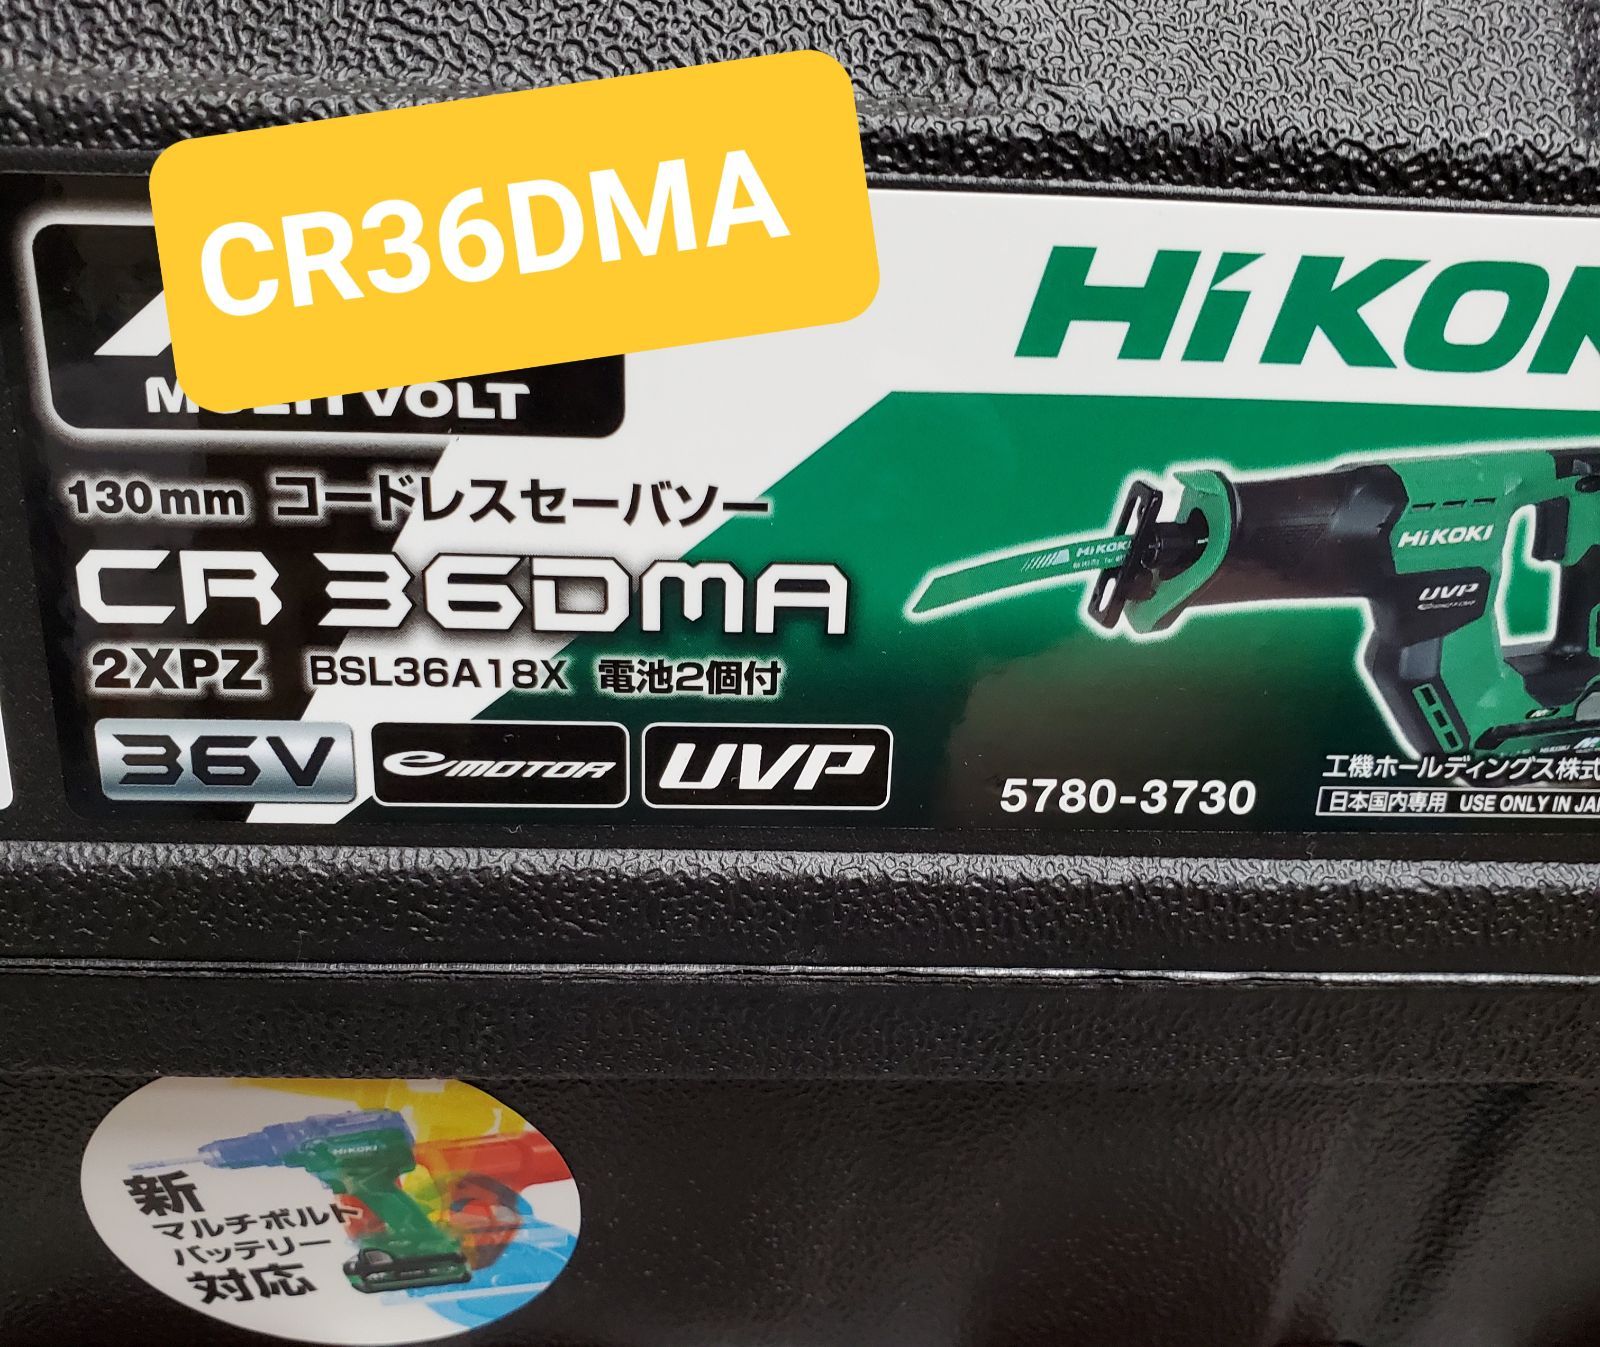 CR36DMA
HiKOK
MULTI VOLT
130mm コードレスセーバソー
CR 36DMA
2XPZ BSL36A18X 電池2個付
36V e MOTOR UVP
HiKOKI
HiKOKI
UVP
5780-3730
工機ホールディングス株式
日本国内専用 USE ONLY IN JA
HiKOKI
新
マルチボルト
バッテリー
対応